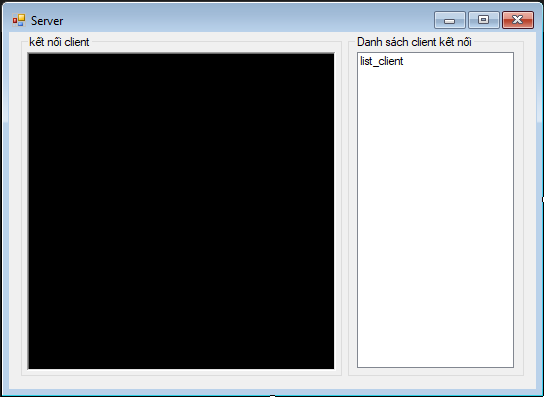 Server
kết nối client
Danh sách client kết nối
list_client